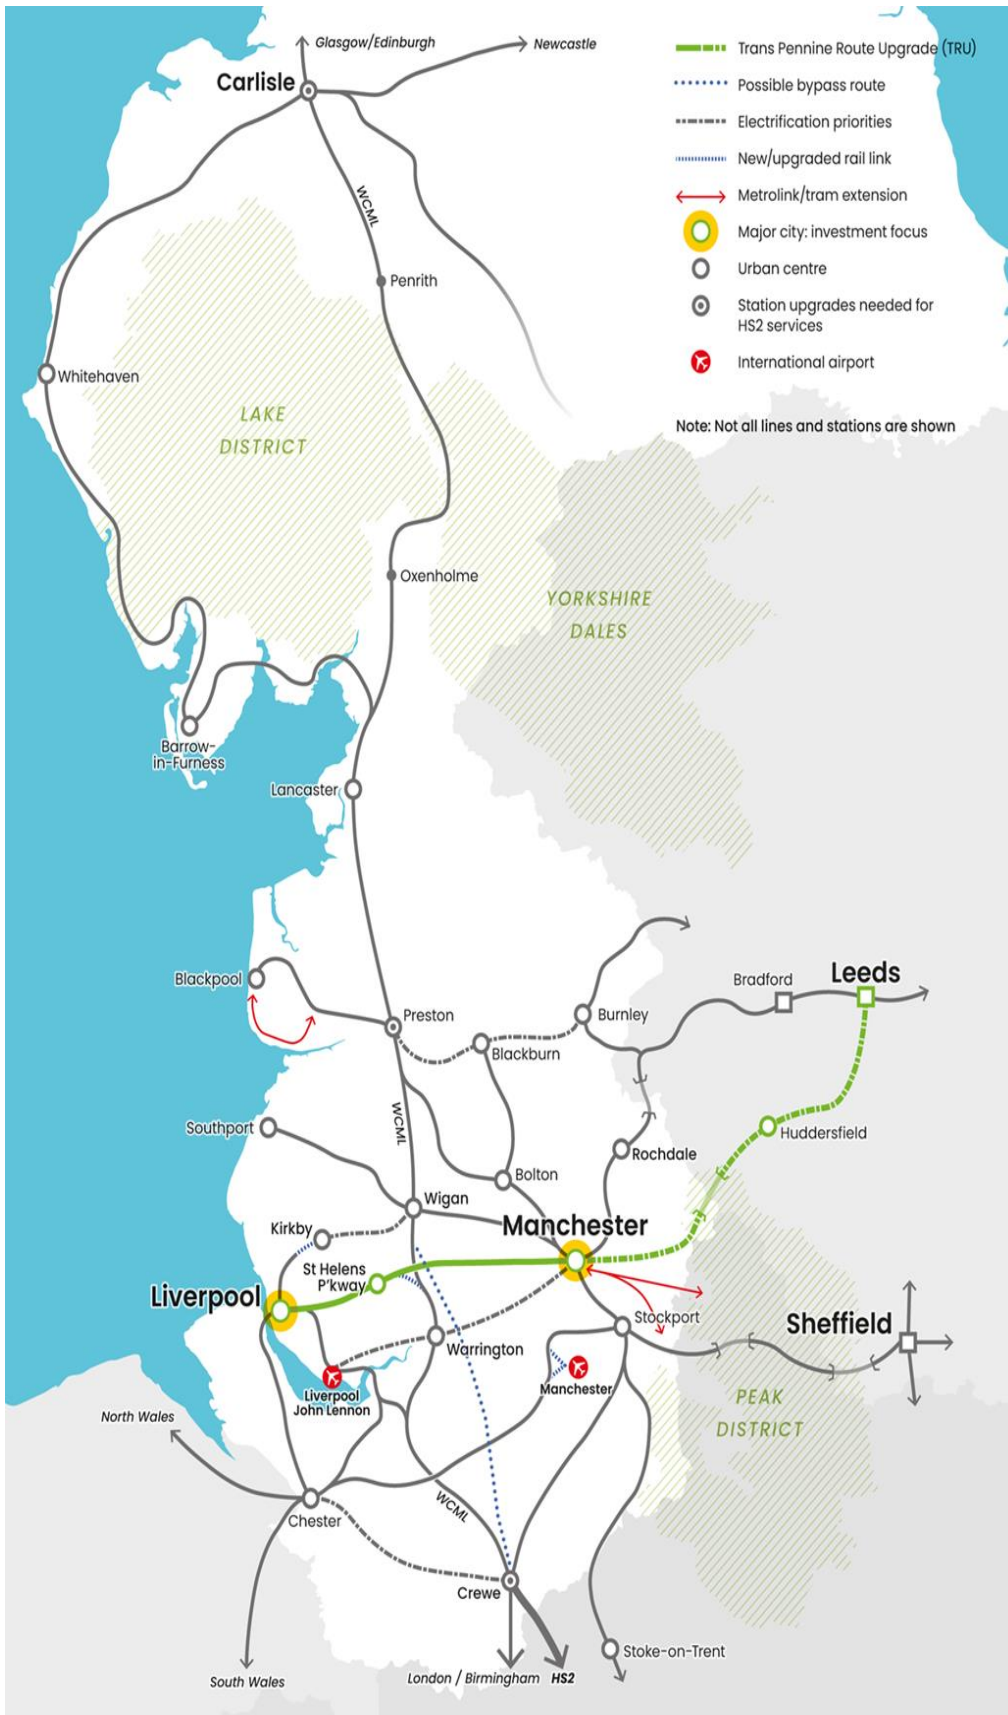 Glasgow/Edinburgh
Newcastle
Carlisle
Trans Pennine Route Upgrade (TRU)
Possible bypass route
Electrification priorities
New/upgraded rail link
Metrolink/tram extension
Major city: investment focus
Urban centre
Station upgrades needed for
HS2 services
International airport
Note: Not all lines and stations are shown
WCML
Penrith
Whitehaven
LAKE
DISTRICT
Oxenholme
YORKSHIRE
DALES
Barrow-
in-Furness
Lancaster
Blackpool
Preston
Burnley
Blackburn
Bradford
Leeds
WCML
Southport
Rochdale
Huddersfield
Bolton
Wigan
Kirkby
Manchester
St Helens
P'kway
Liverpool
Stockport
Sheffield
Warrington
Liverpool
John Lennon
Manchester
PEAK
DISTRICT
North Wales
WCML
Chester
Crewe
Stoke-on-Trent
South Wales
London / Birmingham
HS2